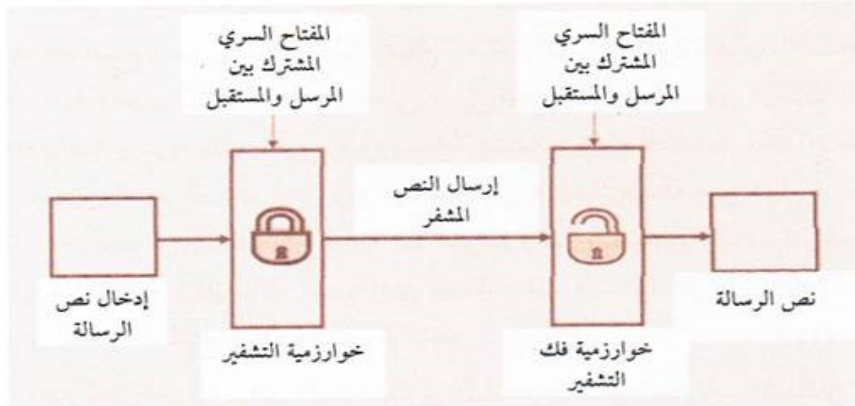 المفتاح السري
المشترك بين
المرسل والمستقبل
المفتاح السري
المشترك بين
المرسل والمستقبل
إرسال النص
المشفر
إدخال نص
الرسالة
خوارزمية التشفير
خوارزمية فك
التشفير
نص الرسالة